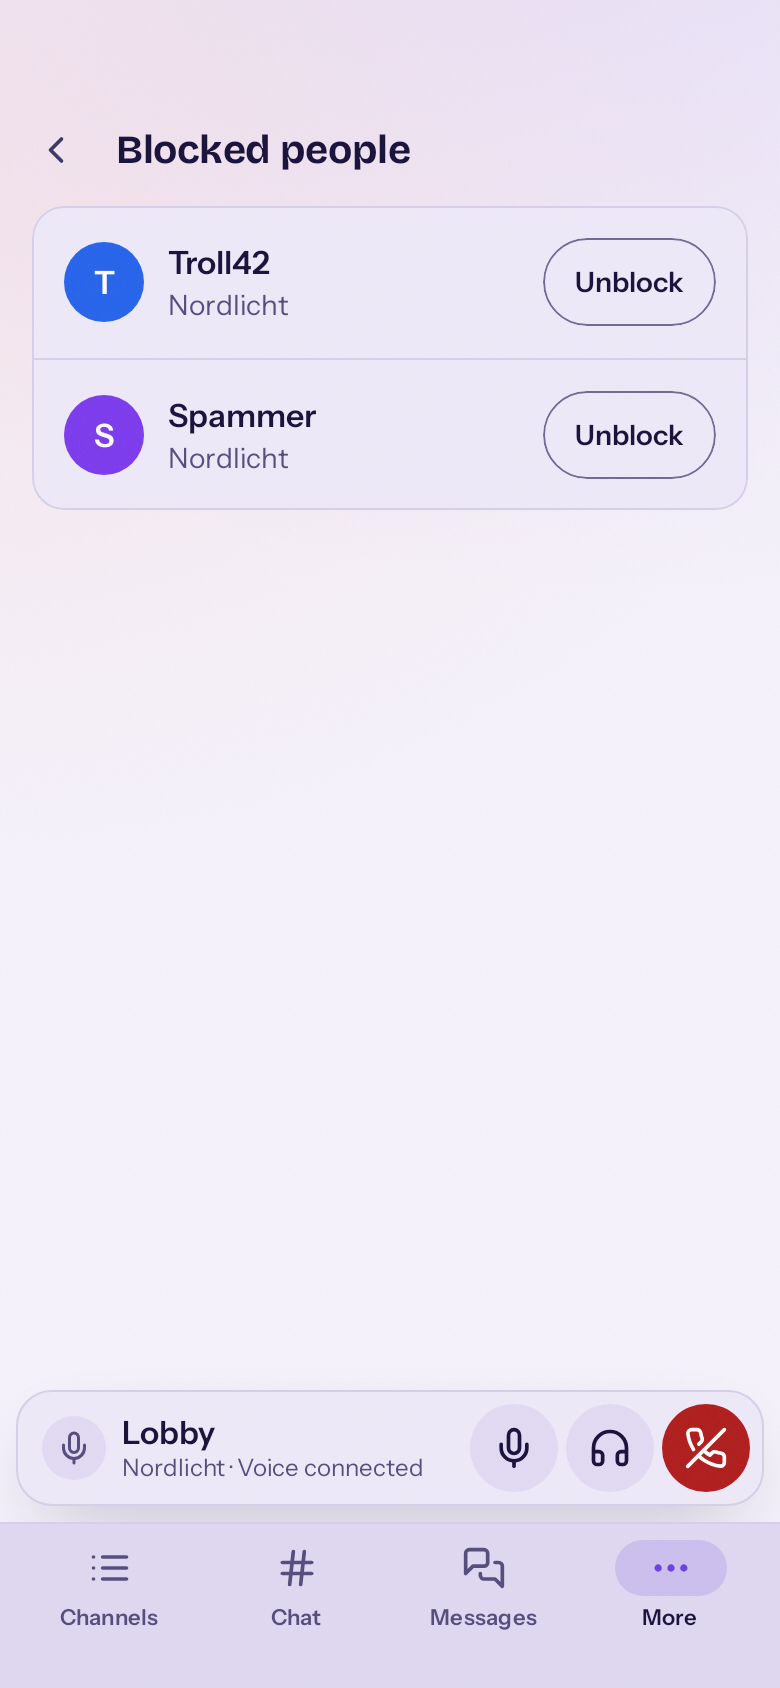 Blocked people
T
Troll42
Nordlicht
Unblock
S
Spammer
Nordlicht
Unblock
Lobby
Nordlicht · Voice connected
Channels
Chat
Messages
More